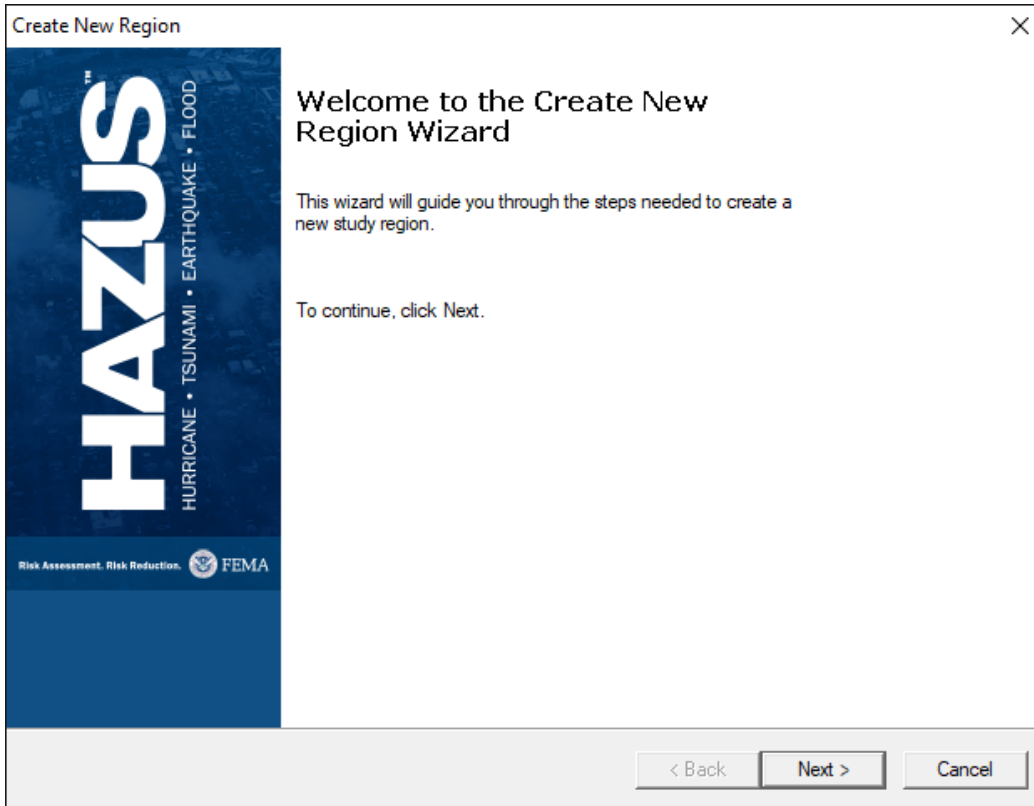 Create New Region
HAZUS™
HURRICANE • TSUNAMI • EARTHQUAKE • FLOOD
Risk Assessment. Risk Reduction. FEMA
Welcome to the Create New
Region Wizard
This wizard will guide you through the steps needed to create a
new study region.
To continue, click Next.
< Back Next > Cancel